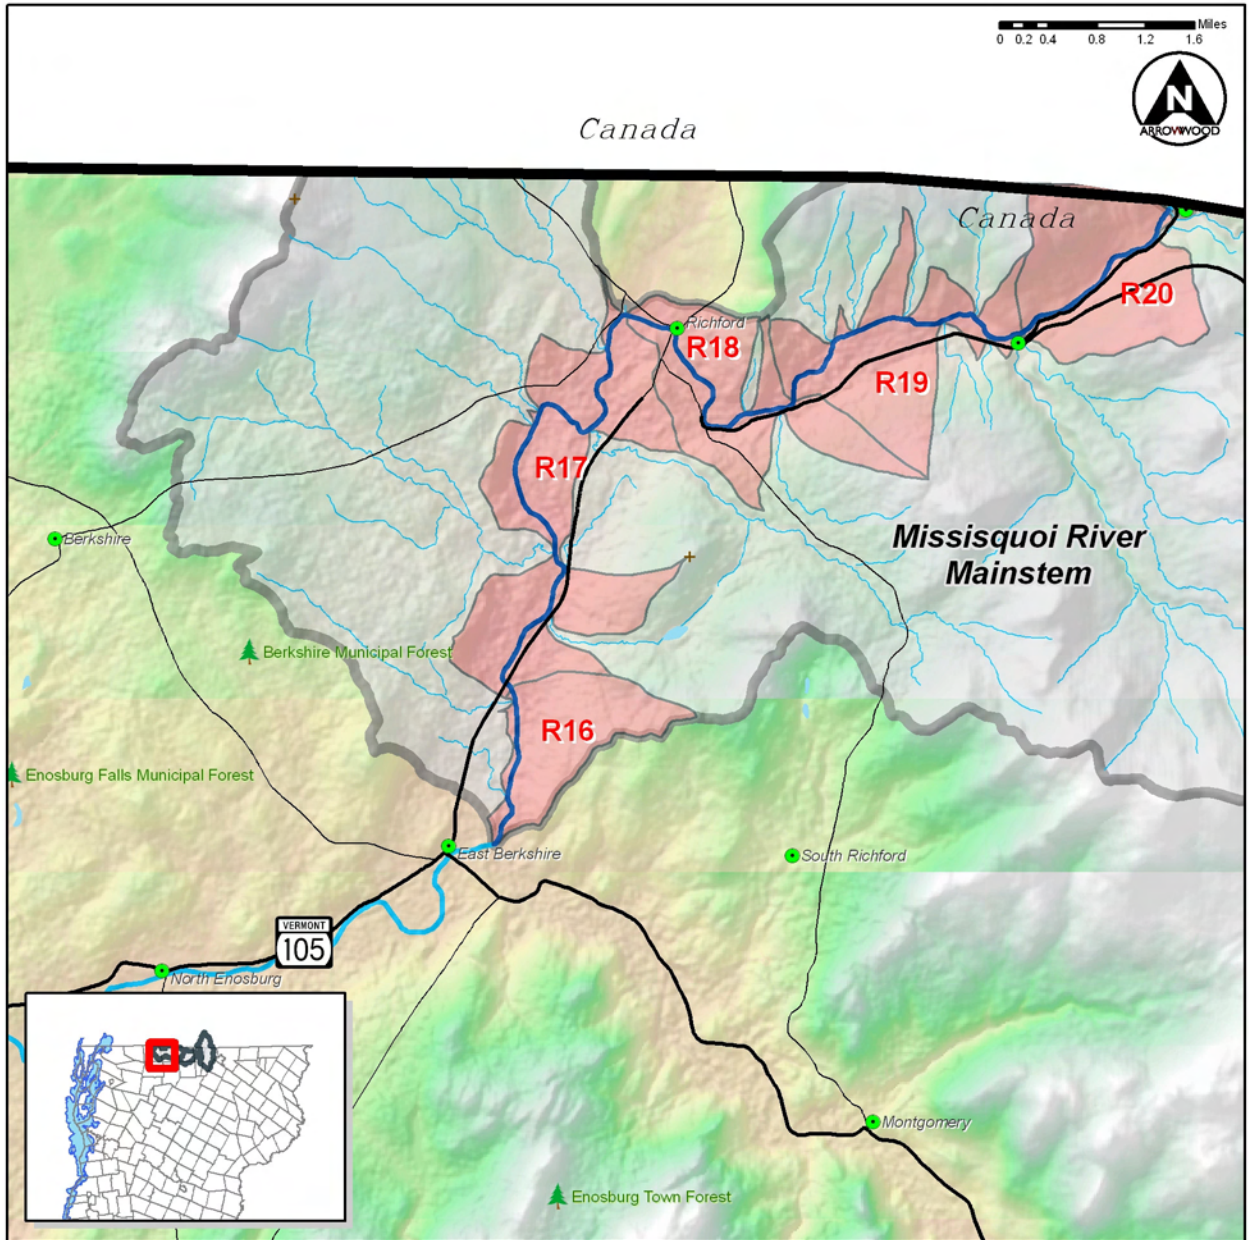 Miles
0 0.2 0.4 0.8 1.2 1.6
N
ARROWWOOD
Canada
Canada
R20
Richford
R18
R19
R17
Missisquoi River
Mainstem
Berkshire
Berkshire Municipal Forest
R16
Enosburg Falls Municipal Forest
East Berkshire
South Richford
VERMONT
105
North Enosburg
Montgomery
Enosburg Town Forest